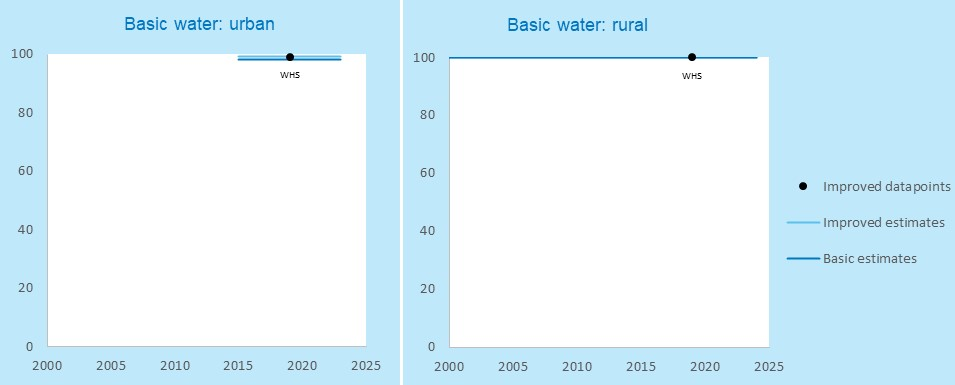 Basic water: urban
100
80
60
40
20
0
2000 2005 2010 2015 2020 2025
WHS
Basic water: rural
100
80
60
40
20
0
2000 2005 2010 2015 2020 2025
WHS
Improved datapoints
Improved estimates
Basic estimates